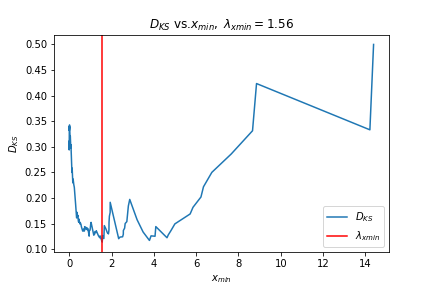 D_{KS} vs.x_{min}, λ_{xmin} = 1.56
0.50
0.45
0.40
0.35
0.30
0.25
0.20
0.15
0.10
D_{KS}
0 2 4 6 8 10 12 14
x_{min}
D_{KS}
λ_{xmin}